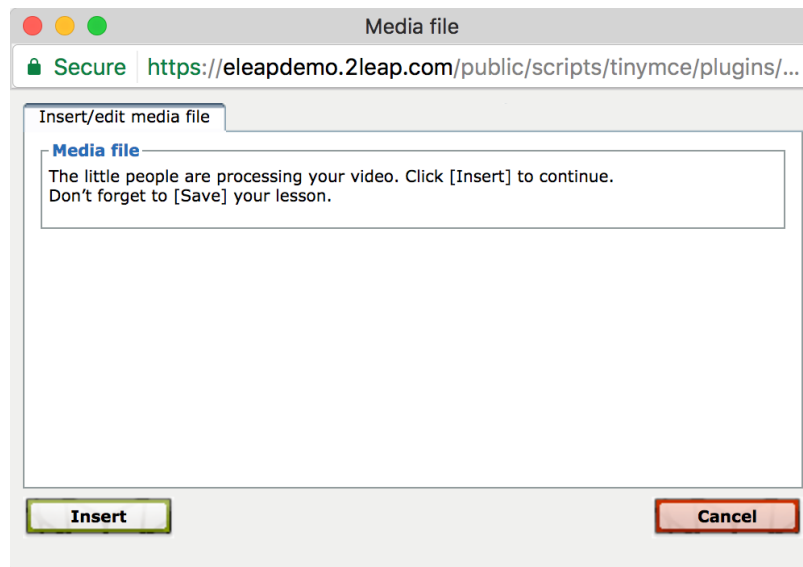 Media file
Secure https://eleapdemo.2leap.com/public/scripts/tinymce/plugins/...
Insert/edit media file
Media file
The little people are processing your video. Click [Insert] to continue.
Don't forget to [Save] your lesson.
Insert Cancel